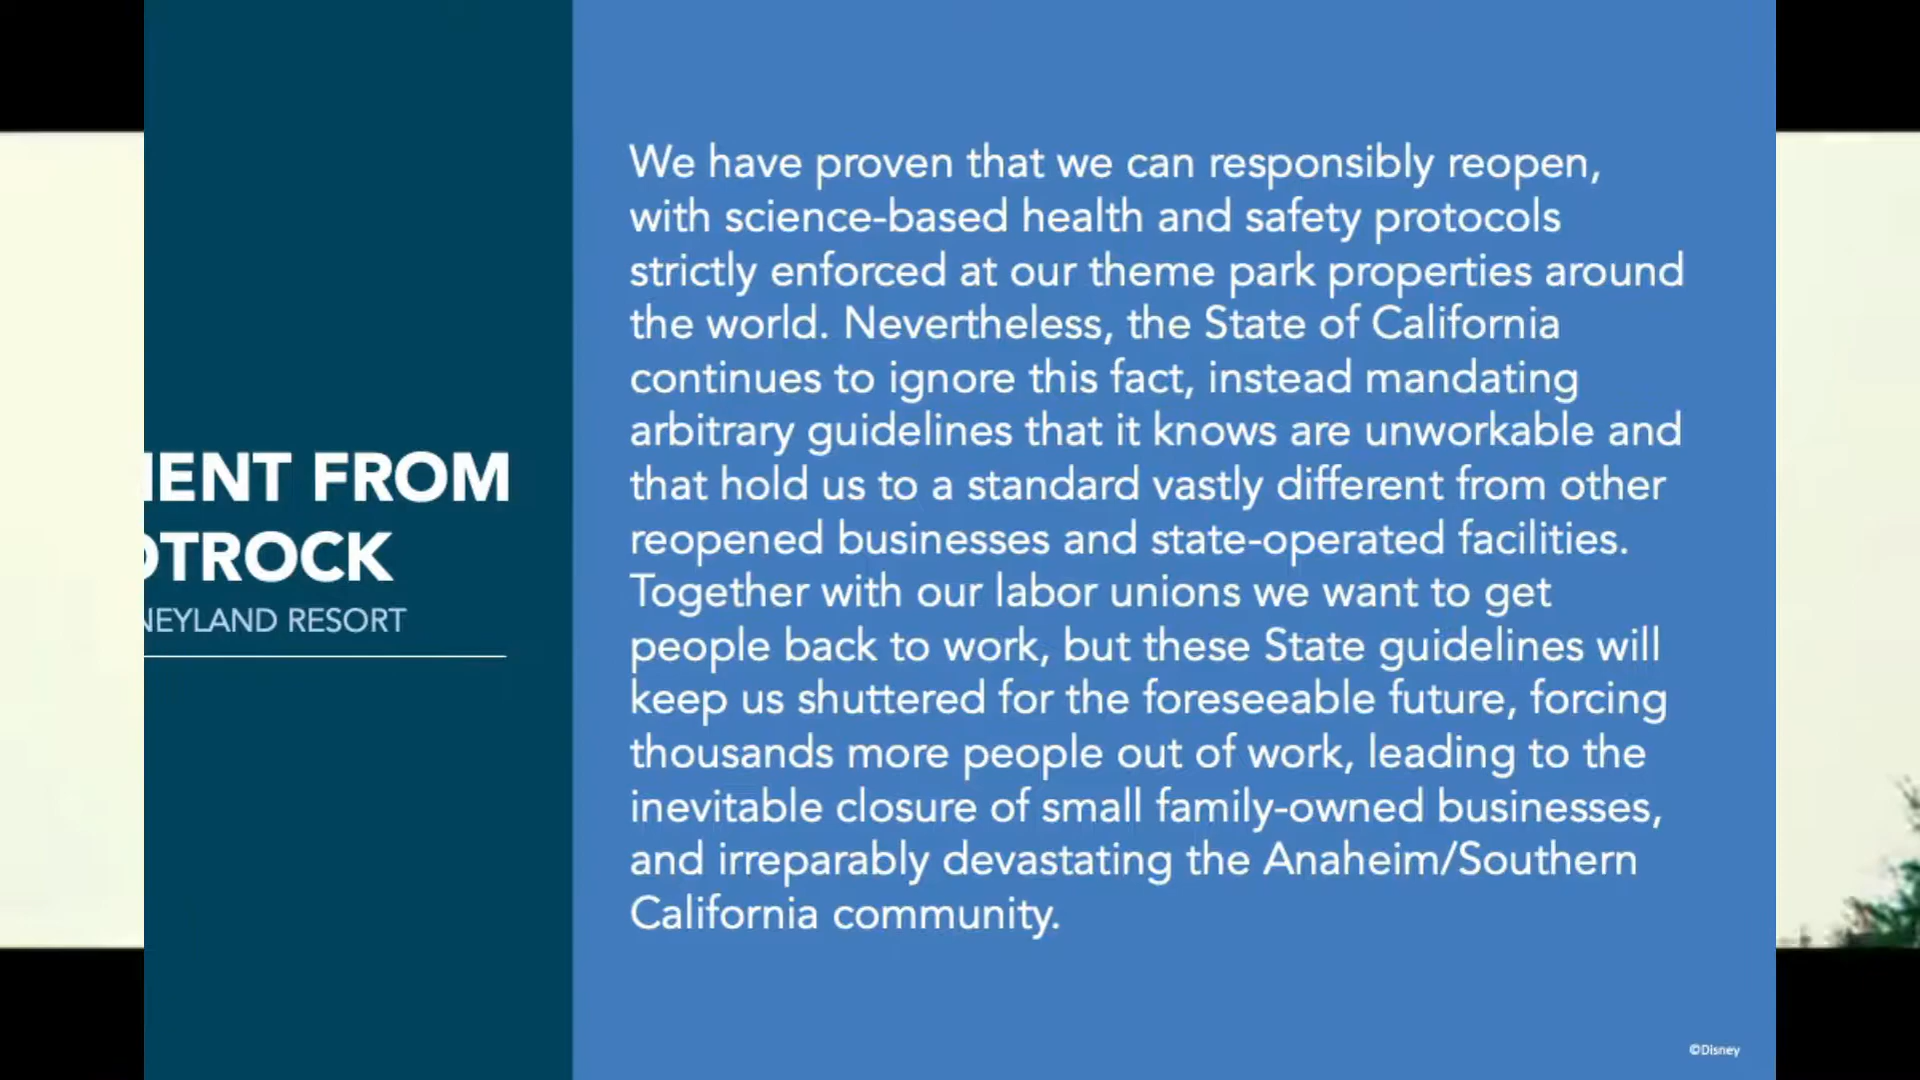 ENT FROM
OTROCK
NEYLAND RESORT
We have proven that we can responsibly reopen,
with science-based health and safety protocols
strictly enforced at our theme park properties around
the world. Nevertheless, the State of California
continues to ignore this fact, instead mandating
arbitrary guidelines that it knows are unworkable and
that hold us to a standard vastly different from other
reopened businesses and state-operated facilities.
Together with our labor unions we want to get
people back to work, but these State guidelines will
keep us shuttered for the foreseeable future, forcing
thousands more people out of work, leading to the
inevitable closure of small family-owned businesses,
and irreparably devastating the Anaheim/Southern
California community.
©Disney